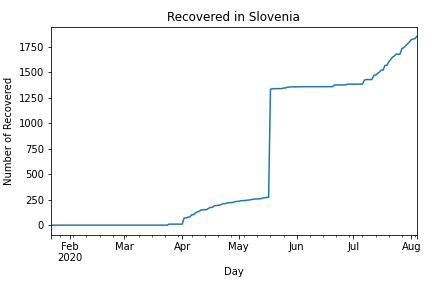 Recovered in Slovenia
Number of Recovered
1750
1500
1250
1000
750
500
250
0
Feb
2020
Mar
Apr
May
Jun
Jul
Aug
Day